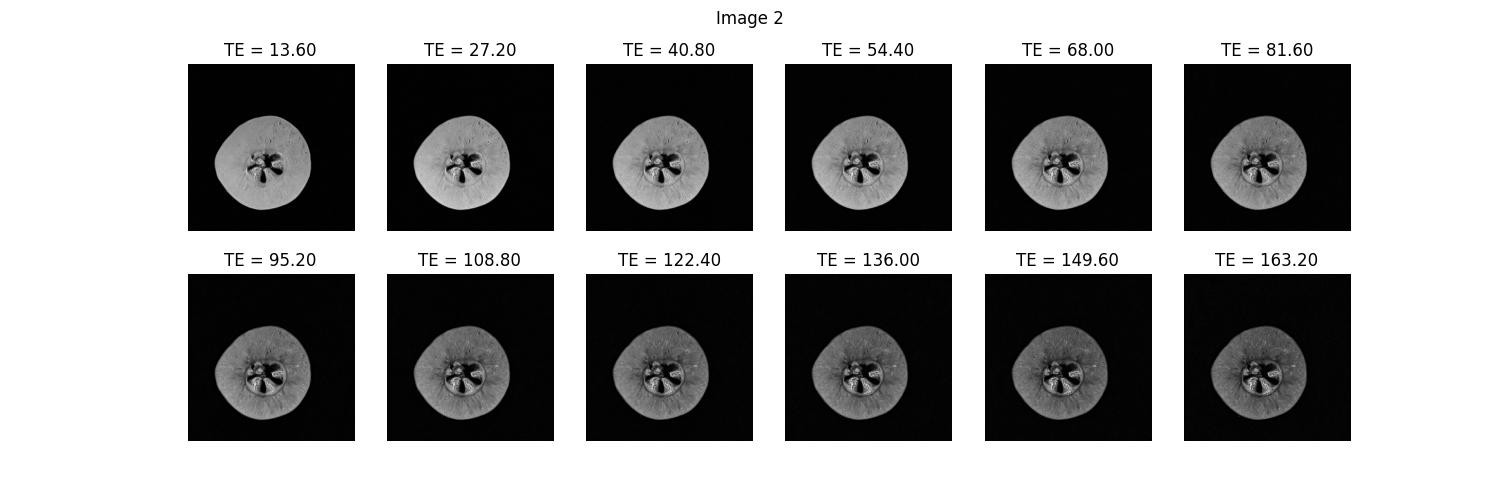 Image 2
TE = 13.60
TE = 27.20
TE = 40.80
TE = 54.40
TE = 68.00
TE = 81.60
TE = 95.20
TE = 108.80
TE = 122.40
TE = 136.00
TE = 149.60
TE = 163.20